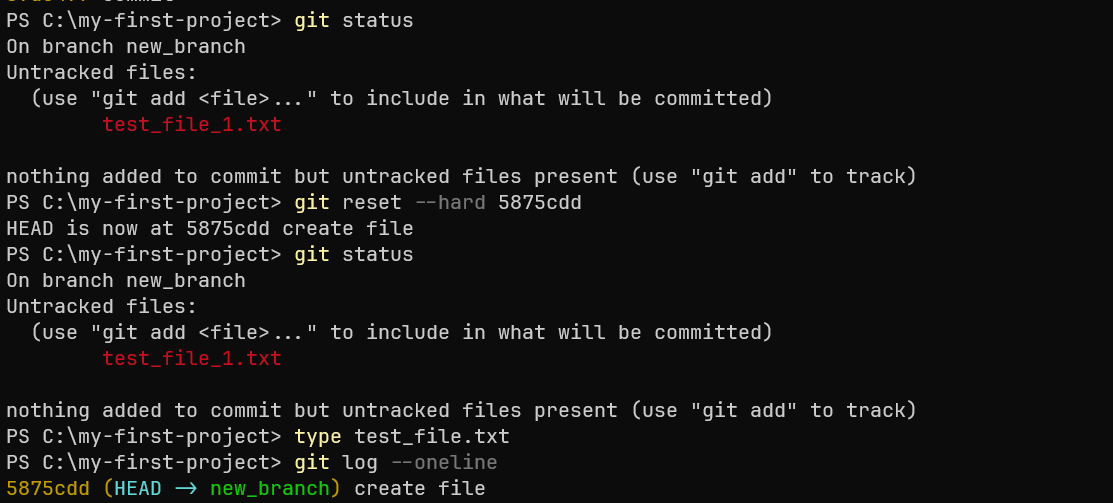 PS C:\my-first-project> git status
On branch new_branch
Untracked files:
  (use "git add <file>..." to include in what will be committed)
        test_file_1.txt

nothing added to commit but untracked files present (use "git add" to track)
PS C:\my-first-project> git reset --hard 5875cdd
HEAD is now at 5875cdd create file
PS C:\my-first-project> git status
On branch new_branch
Untracked files:
  (use "git add <file>..." to include in what will be committed)
        test_file_1.txt

nothing added to commit but untracked files present (use "git add" to track)
PS C:\my-first-project> type test_file.txt
PS C:\my-first-project> git log --oneline
5875cdd (HEAD -> new_branch) create file